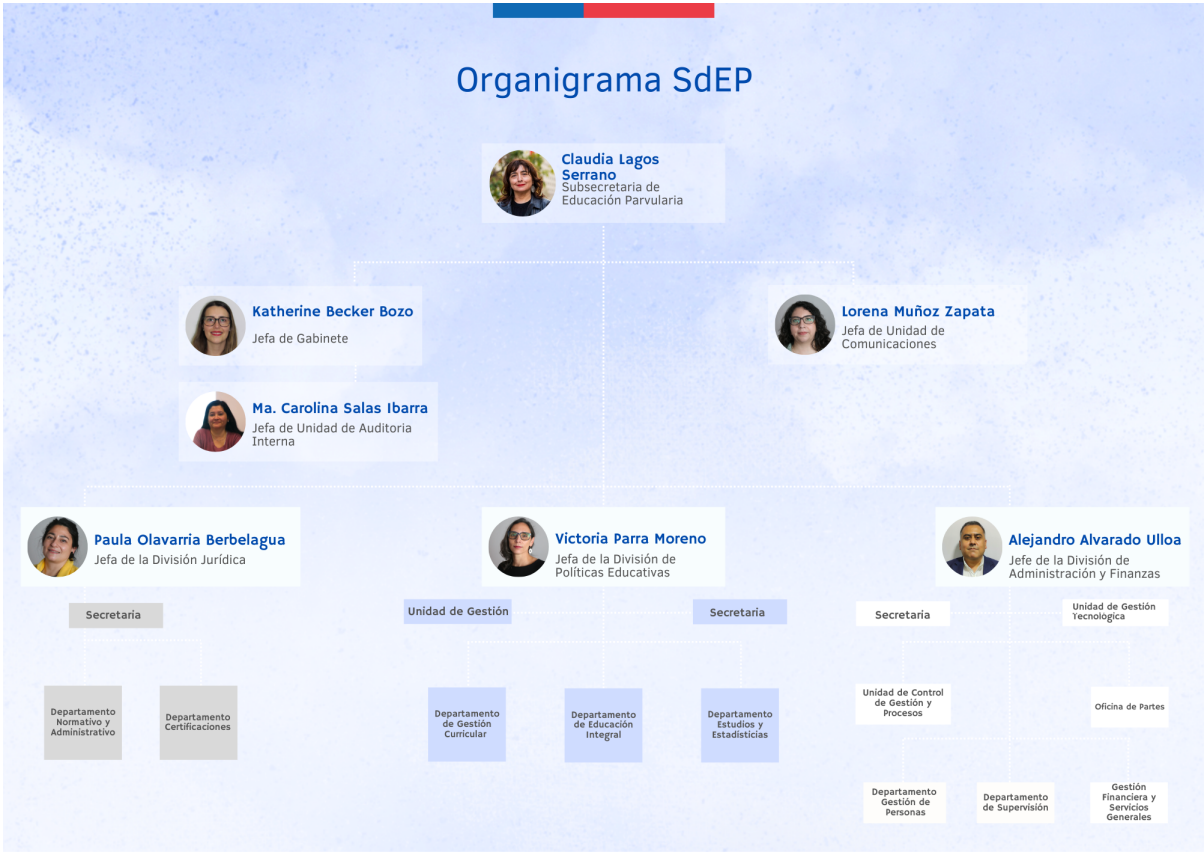 Organigrama SdEP
Claudia Lagos
Serrano
Subsecretaria de
Educación Parvularia
Katherine Becker Bozo
Jefa de Gabinete
Lorena Muñoz Zapata
Jefa de Unidad de
Comunicaciones
Ma. Carolina Salas Ibarra
Jefa de Unidad de Auditoria
Interna
Paula Olavarria Berbelagua
Jefa de la División Jurídica
Victoria Parra Moreno
Jefa de la División de
Políticas Educativas
Alejandro Alvarado Ulloa
Jefe de la División de
Administración y Finanzas
Secretaria
Unidad de Gestión
Secretaria
Secretaria
Unidad de Gestión
Tecnológica
Departamento
Normativo y
Administrativo
Departamento
Certificaciones
Departamento
de Gestión
Curricular
Departamento
de Educación
Integral
Departamento
Estudios y
Estadísticias
Unidad de Control
de Gestión y
Procesos
Oficina de Partes
Departamento
Gestión de
Personas
Departamento
de Supervisión
Gestión
Financiera y
Servicios
Generales